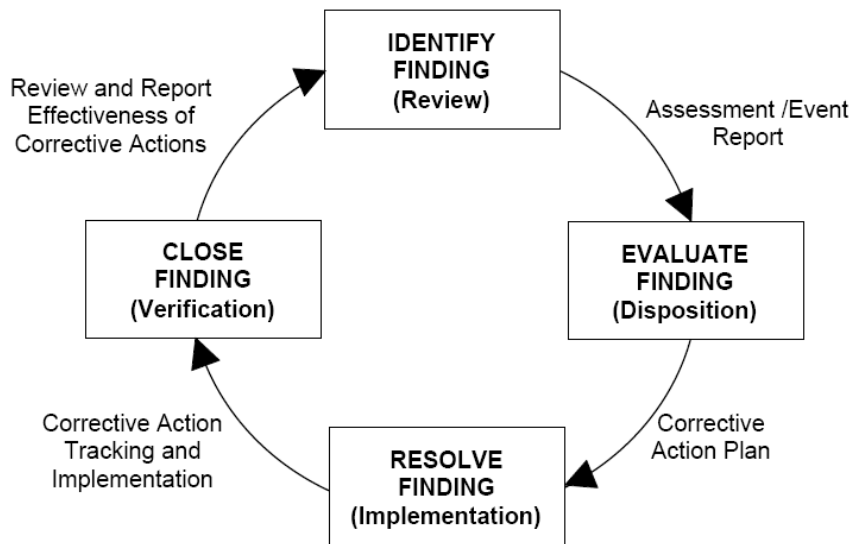 IDENTIFY
FINDING
(Review)
Assessment /Event
Report
EVALUATE
FINDING
(Disposition)
Corrective
Action Plan
RESOLVE
FINDING
(Implementation)
Corrective Action
Tracking and
Implementation
CLOSE
FINDING
(Verification)
Review and Report
Effectiveness of
Corrective Actions